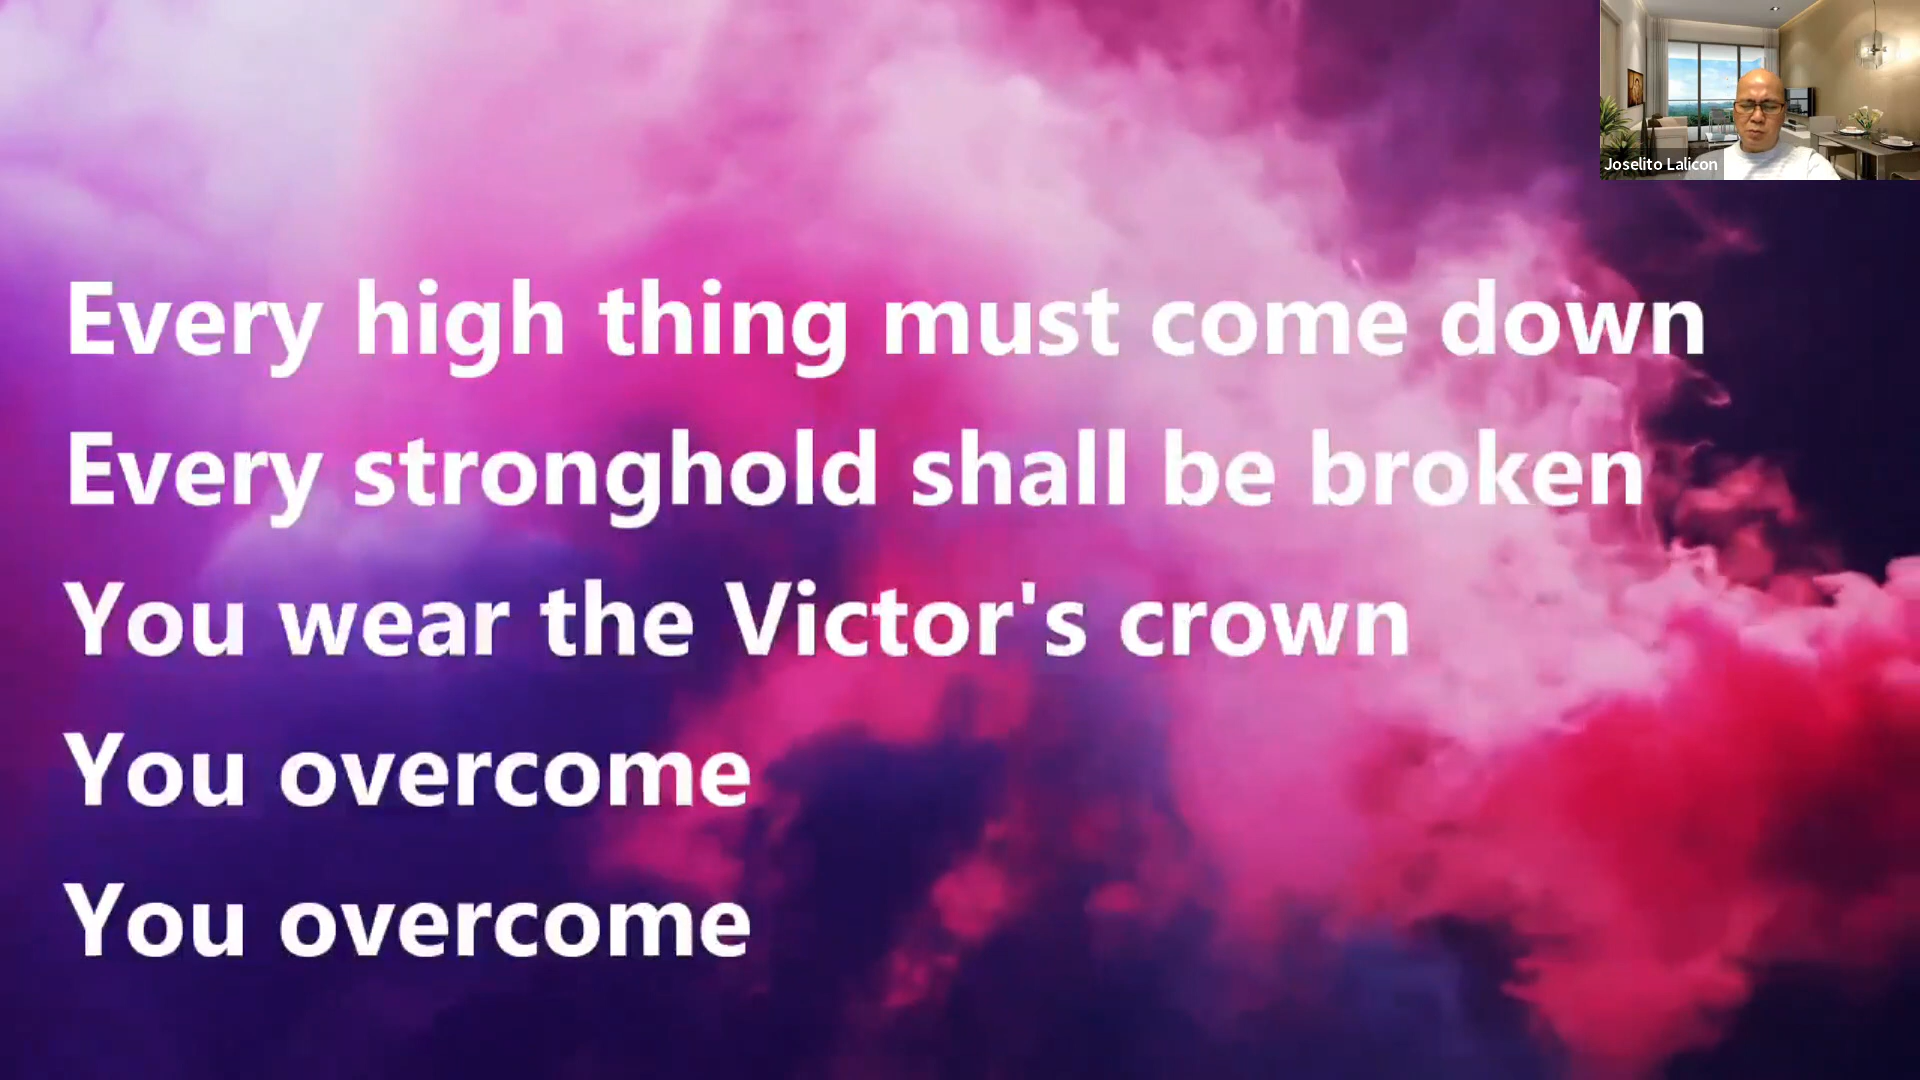 Joselito Lalicon
Every high thing must come down
Every stronghold shall be broken
You wear the Victor's crown
You overcome
You overcome